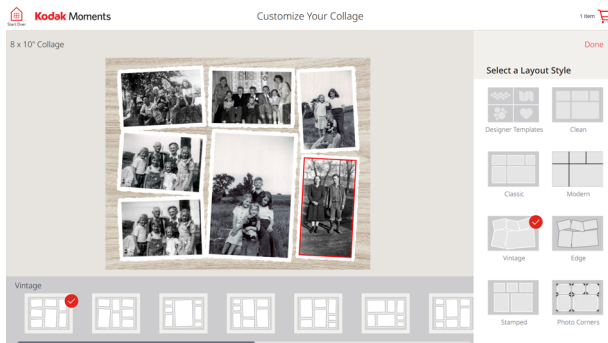 Kodak Moments
Customize Your Collage
1 item
Start Over
8 x 10" Collage
Done
Select a Layout Style
Designer Templates
Clean
Classic
Modern
Vintage
Edge
Stamped
Photo Corners
Vintage